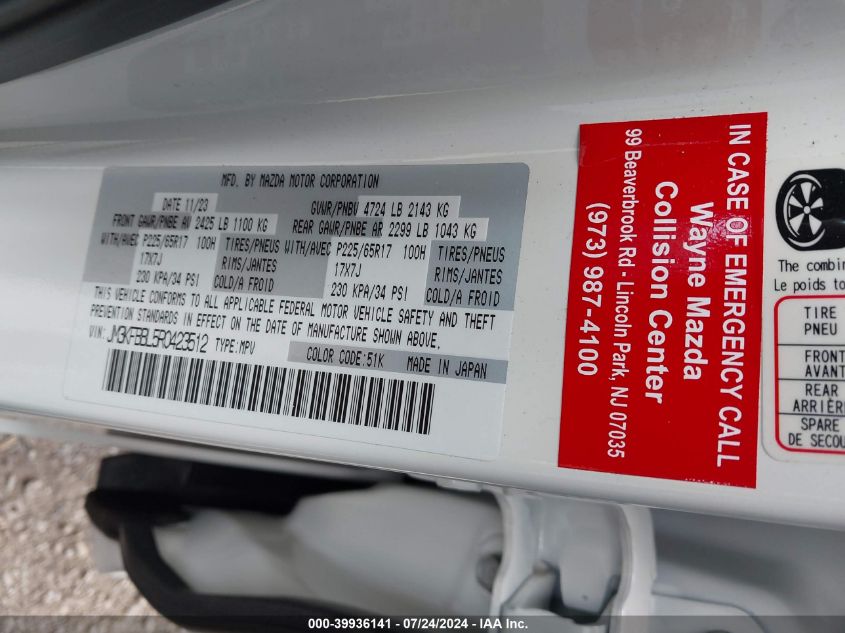 MFD. BY MAZDA MOTOR CORPORATION
DATE 11/23 GVWR/PNBV 4724 LB 2143 KG
FRONT GAWR/PNBE AV 2425 LB 1100 KG REAR GAWR/PNBE AR 2299 LB 1043 KG
WITH/AVEC P225/65R17 100H TIRES/PNEUS WITH/AVEC P225/65R17 100H TIRES/PNEUS
17X7J RIMS/JANTES 17X7J RIMS/JANTES
230 KPA/34 PSI COLD/A FROID 230 KPA/34 PSI COLD/A FROID
THIS VEHICLE CONFORMS TO ALL APPLICABLE FEDERAL MOTOR VEHICLE SAFETY AND THEFT
PREVENTION STANDARDS IN EFFECT ON THE DATE OF MANUFACTURE SHOWN ABOVE.
VIN: JM3KFBBL5R0423512 TYPE:MPV
COLOR CODE:51K MADE IN JAPAN
IN CASE OF EMERGENCY CALL
Wayne Mazda
Collision Center
99 Beaverbrook Rd - Lincoln Park, NJ 07035
(973) 987-4100
The combin
Le poids to
TIRE
PNEU
FRONT
AVANT
REAR
ARRIÈRE
SPARE
DE SECOU
000-39936141 - 07/24/2024 - IAAI.com